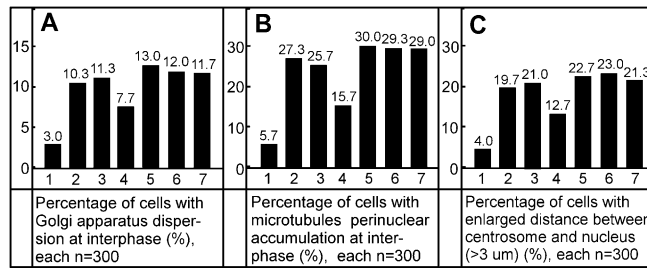 A
15
10
5
0
3.0
10.3
11.3
7.7
13.0
12.0
11.7
1 2 3 4 5 6 7
Percentage of cells with
Golgi apparatus disper-
sion at interphase (%),
each n=300
B
30
20
10
0
5.7
27.3
25.7
15.7
30.0
29.3
29.0
1 2 3 4 5 6 7
Percentage of cells with
microtubules perinuclear
accumulation at inter-
phase (%), each n=300
C
30
20
10
0
4.0
19.7
21.0
12.7
22.7
23.0
21.3
1 2 3 4 5 6 7
Percentage of cells with
enlarged distance between
centrosome and nucleus
(>3 um) (%), each n=300